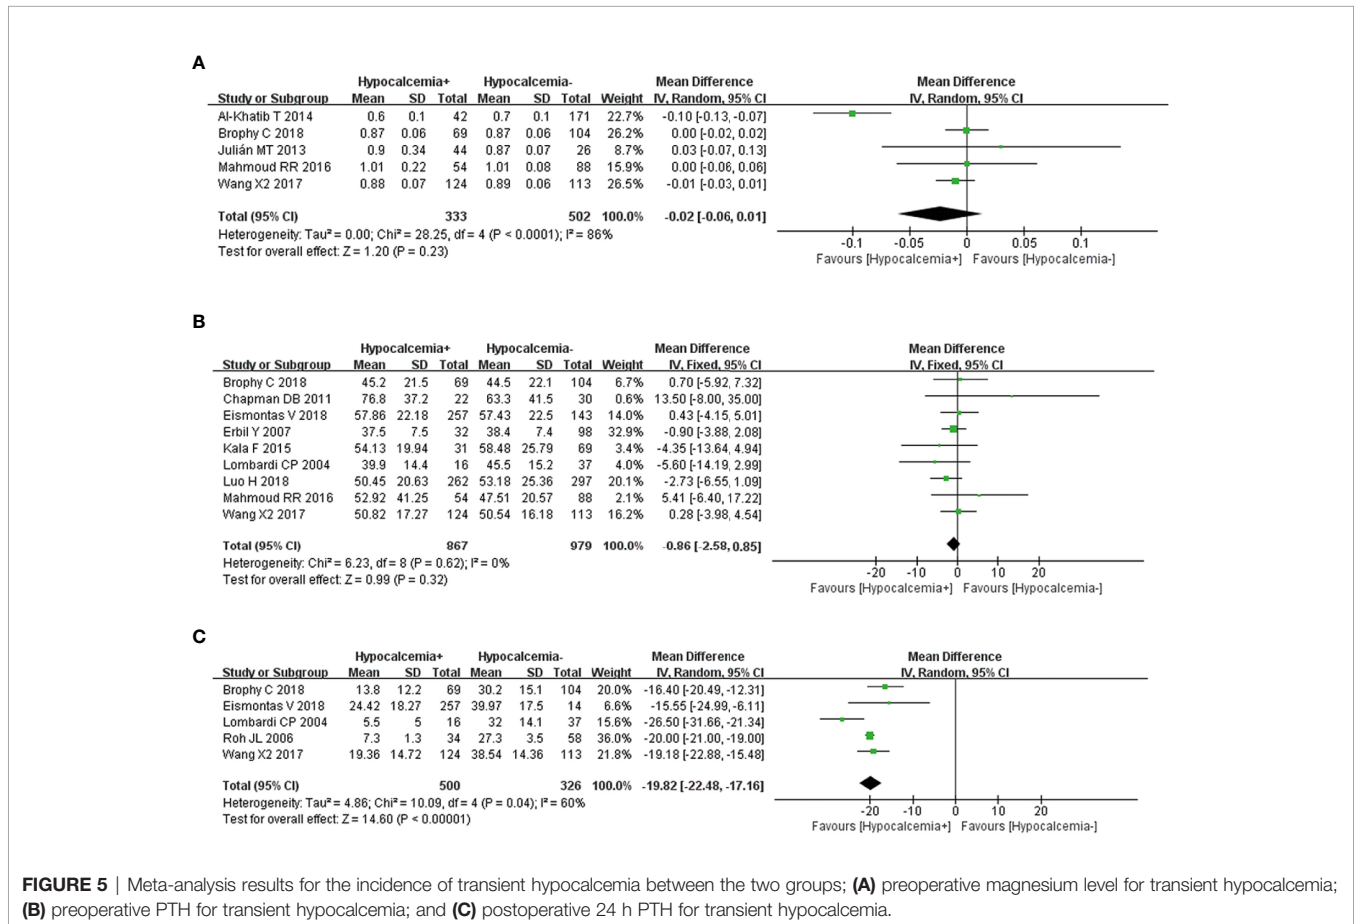 A
Hypocalcemia+ Hypocalcemia- Mean Difference Mean Difference
Study or Subgroup Mean SD Total Mean SD Total Weight IV, Random, 95% CI IV, Random, 95% CI
Al-Khatib T 2014 0.6 0.1 42 0.7 0.1 171 22.7% -0.10 [-0.13, -0.07]
Brophy C 2018 0.87 0.06 69 0.87 0.06 104 26.2% 0.00 [-0.02, 0.02]
Julián MT 2013 0.9 0.34 44 0.87 0.07 26 8.7% 0.03 [-0.07, 0.13]
Mahmoud RR 2016 1.01 0.22 54 1.01 0.08 88 15.9% 0.00 [-0.06, 0.06]
Wang X2 2017 0.88 0.07 124 0.89 0.06 113 26.5% -0.01 [-0.03, 0.01]
Total (95% CI) 333 502 100.0% -0.02 [-0.06, 0.01]
Heterogeneity: Tau² = 0.00; Chi² = 28.25, df = 4 (P < 0.0001); I² = 86%
Test for overall effect: Z = 1.20 (P = 0.23)
-0.1 -0.05 0 0.05 0.1
Favours [Hypocalcemia+] Favours [Hypocalcemia-]
B
Hypocalcemia+ Hypocalcemia- Mean Difference Mean Difference
Study or Subgroup Mean SD Total Mean SD Total Weight IV, Fixed, 95% CI IV, Fixed, 95% CI
Brophy C 2018 45.2 21.5 69 44.5 22.1 104 6.7% 0.70 [-5.92, 7.32]
Chapman DB 2011 76.8 37.2 22 63.3 41.5 30 0.6% 13.50 [-8.00, 35.00]
Eismontas V 2018 57.86 22.18 257 57.43 22.5 143 14.0% 0.43 [-4.15, 5.01]
Erbil Y 2007 37.5 7.5 32 38.4 7.4 98 32.9% -0.90 [-3.88, 2.08]
Kala F 2015 54.13 19.94 31 58.48 25.79 69 3.4% -4.35 [-13.64, 4.94]
Lombardi CP 2004 39.9 14.4 16 45.5 15.2 37 4.0% -5.60 [-14.19, 2.99]
Luo H 2018 50.45 20.63 262 53.18 25.36 297 20.1% -2.73 [-6.55, 1.09]
Mahmoud RR 2016 52.92 41.25 54 47.51 20.57 88 2.1% 5.41 [-6.40, 17.22]
Wang X2 2017 50.82 17.27 124 50.54 16.18 113 16.2% 0.28 [-3.98, 4.54]
Total (95% CI) 867 979 100.0% -0.86 [-2.58, 0.85]
Heterogeneity: Chi² = 6.23, df = 8 (P = 0.62); I² = 0%
Test for overall effect: Z = 0.99 (P = 0.32)
-20 -10 0 10 20
Favours [Hypocalcemia+] Favours [Hypocalcemia-]
C
Hypocalcemia+ Hypocalcemia- Mean Difference Mean Difference
Study or Subgroup Mean SD Total Mean SD Total Weight IV, Random, 95% CI IV, Random, 95% CI
Brophy C 2018 13.8 12.2 69 30.2 15.1 104 20.0% -16.40 [-20.49, -12.31]
Eismontas V 2018 24.42 18.27 257 39.97 17.5 14 6.6% -15.55 [-24.99, -6.11]
Lombardi CP 2004 5.5 5 16 32 14.1 37 15.6% -26.50 [-31.66, -21.34]
Roh JL 2006 7.3 1.3 34 27.3 3.5 58 36.0% -20.00 [-21.00, -19.00]
Wang X2 2017 19.36 14.72 124 38.54 14.36 113 21.8% -19.18 [-22.88, -15.48]
Total (95% CI) 500 326 100.0% -19.82 [-22.48, -17.16]
Heterogeneity: Tau² = 4.86; Chi² = 10.09, df = 4 (P = 0.04); I² = 60%
Test for overall effect: Z = 14.60 (P < 0.00001)
-20 -10 0 10 20
Favours [Hypocalcemia+] Favours [Hypocalcemia-]
FIGURE 5 | Meta-analysis results for the incidence of transient hypocalcemia between the two groups; (A) preoperative magnesium level for transient hypocalcemia;
(B) preoperative PTH for transient hypocalcemia; and (C) postoperative 24 h PTH for transient hypocalcemia.